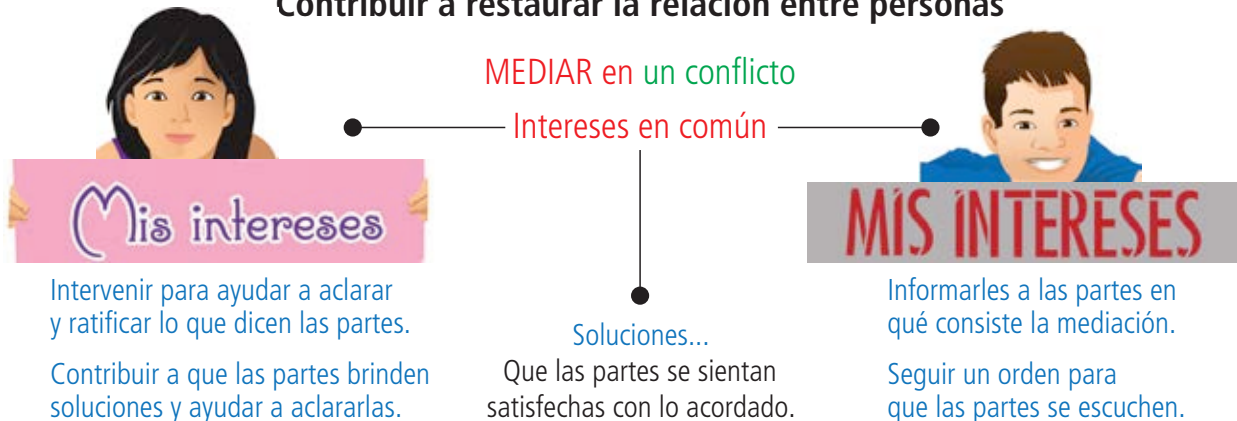 Contribuir a restaurar la relación entre personas
MEDIAR en un conflicto
Intereses en común
Mis intereses
MIS INTERESES
Intervenir para ayudar a aclarar
y ratificar lo que dicen las partes.
Contribuir a que las partes brinden
soluciones y ayudar a aclararlas.
Soluciones...
Que las partes se sientan
satisfechas con lo acordado.
Informarles a las partes en
qué consiste la mediación.
Seguir un orden para
que las partes se escuchen.